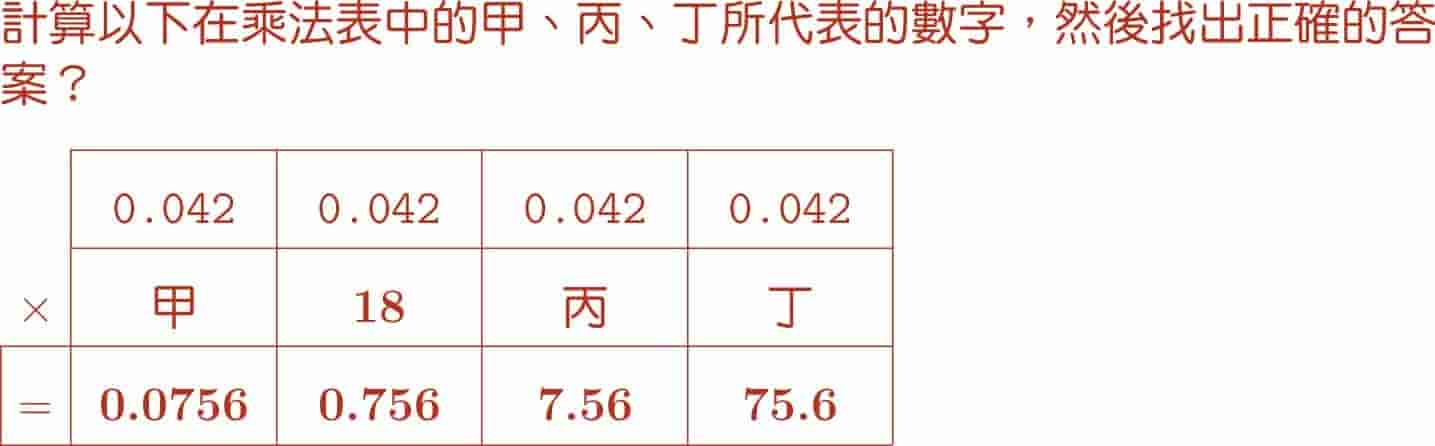 計算以下在乘法表中的甲、丙、丁所代表的數字，然後找出正確的答
案？
0.042 0.042 0.042 0.042
× 甲 18 丙 丁
= 0.0756 0.756 7.56 75.6